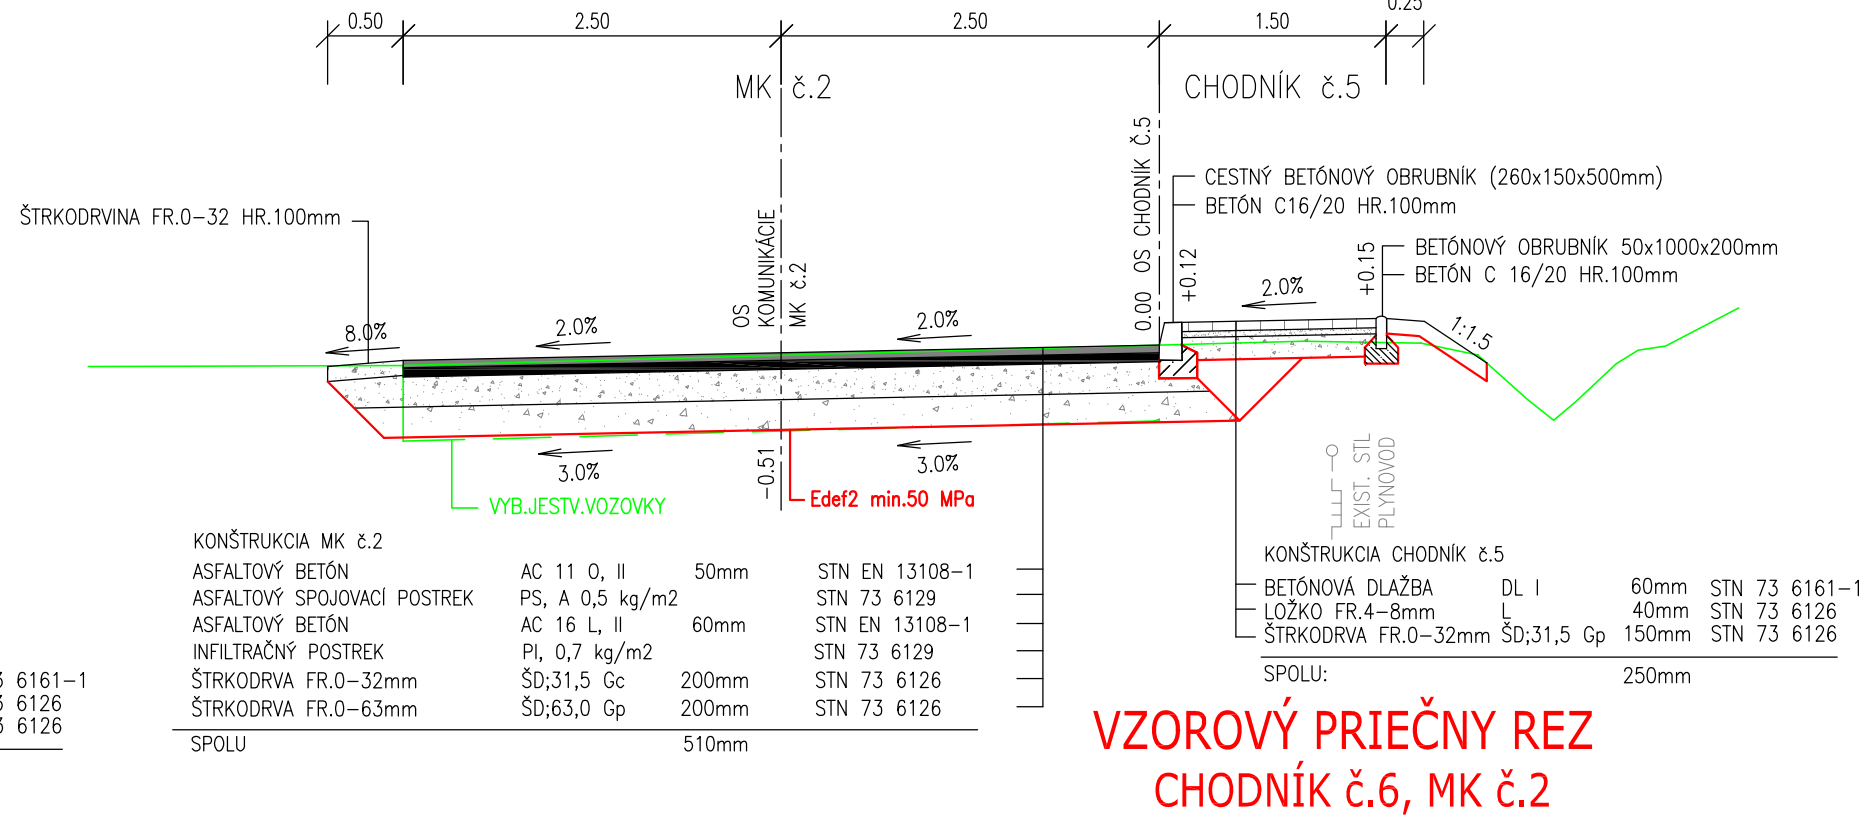 0.50 2.50 2.50 1.50 0.25
MK č.2
CHODNÍK č.5
ŠTRKODRVINA FR.0-32 HR.100mm
OS
KOMUNIKÁCIE
MK č.2
0.00 OS CHODNÍK Č.5
CESTNÝ BETÓNOVÝ OBRUBNÍK (260x150x500mm)
BETÓN C16/20 HR.100mm
+0.12
+0.15
BETÓNOVÝ OBRUBNÍK 50x1000x200mm
BETÓN C 16/20 HR.100mm
8.0%
2.0%
2.0%
2.0%
1:1.5
3.0%
3.0%
-0.51
VYB.JESTV.VOZOVKY
Edef2 min.50 MPa
EXIST. STL
PLYNOVOD
KONŠTRUKCIA MK č.2
ASFALTOVÝ BETÓN AC 11 O, II 50mm STN EN 13108-1
ASFALTOVÝ SPOJOVACÍ POSTREK PS, A 0,5 kg/m2 STN 73 6129
ASFALTOVÝ BETÓN AC 16 L, II 60mm STN EN 13108-1
INFILTRAČNÝ POSTREK PI, 0,7 kg/m2 STN 73 6129
ŠTRKODRVA FR.0-32mm ŠD;31,5 Gc 200mm STN 73 6126
ŠTRKODRVA FR.0-63mm ŠD;63,0 Gp 200mm STN 73 6126
SPOLU 510mm
KONŠTRUKCIA CHODNÍK č.5
BETÓNOVÁ DLAŽBA DL I 60mm STN 73 6161-1
LOŽKO FR.4-8mm L 40mm STN 73 6126
ŠTRKODRVA FR.0-32mm ŠD;31,5 Gp 150mm STN 73 6126
SPOLU: 250mm
3 6161-1
3 6126
3 6126
VZOROVÝ PRIEČNY REZ
CHODNÍK č.6, MK č.2